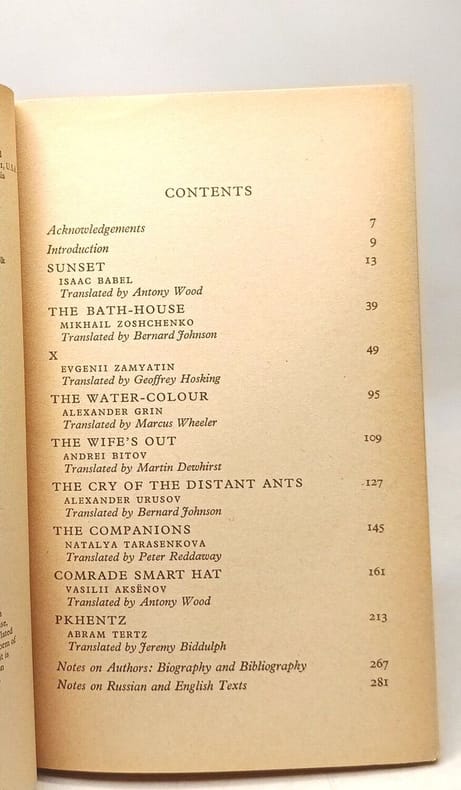 CONTENTS
Acknowledgements 7
Introduction 9
SUNSET 13
ISAAC BABEL
Translated by Antony Wood
THE BATH-HOUSE 39
MIKHAIL ZOSHCHENKO
Translated by Bernard Johnson
X 49
EVGENII ZAMYATIN
Translated by Geoffrey Hosking
THE WATER-COLOUR 95
ALEXANDER GRIN
Translated by Marcus Wheeler
THE WIFE'S OUT 109
ANDREI BITOV
Translated by Martin Dewhirst
THE CRY OF THE DISTANT ANTS 127
ALEXANDER URUSOV
Translated by Bernard Johnson
THE COMPANIONS 145
NATALYA TARASENKOVA
Translated by Peter Reddaway
COMRADE SMART HAT 161
VASILII AKSËNOV
Translated by Antony Wood
PKHENTZ 213
ABRAM TERTZ
Translated by Jeremy Biddulph
Notes on Authors: Biography and Bibliography 267
Notes on Russian and English Texts 281